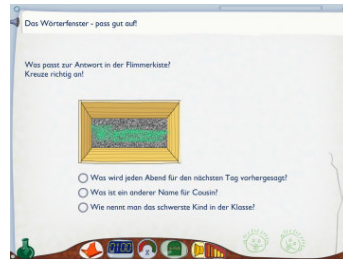 Das Wörterfenster - pass gut auf!
Was passt zur Antwort in der Flimmerkiste?
Kreuze richtig an!
Was wird jeden Abend für den nächsten Tag vorhergesagt?
Was ist ein anderer Name für Cousin?
Wie nennt man das schwerste Kind in der Klasse?
0100